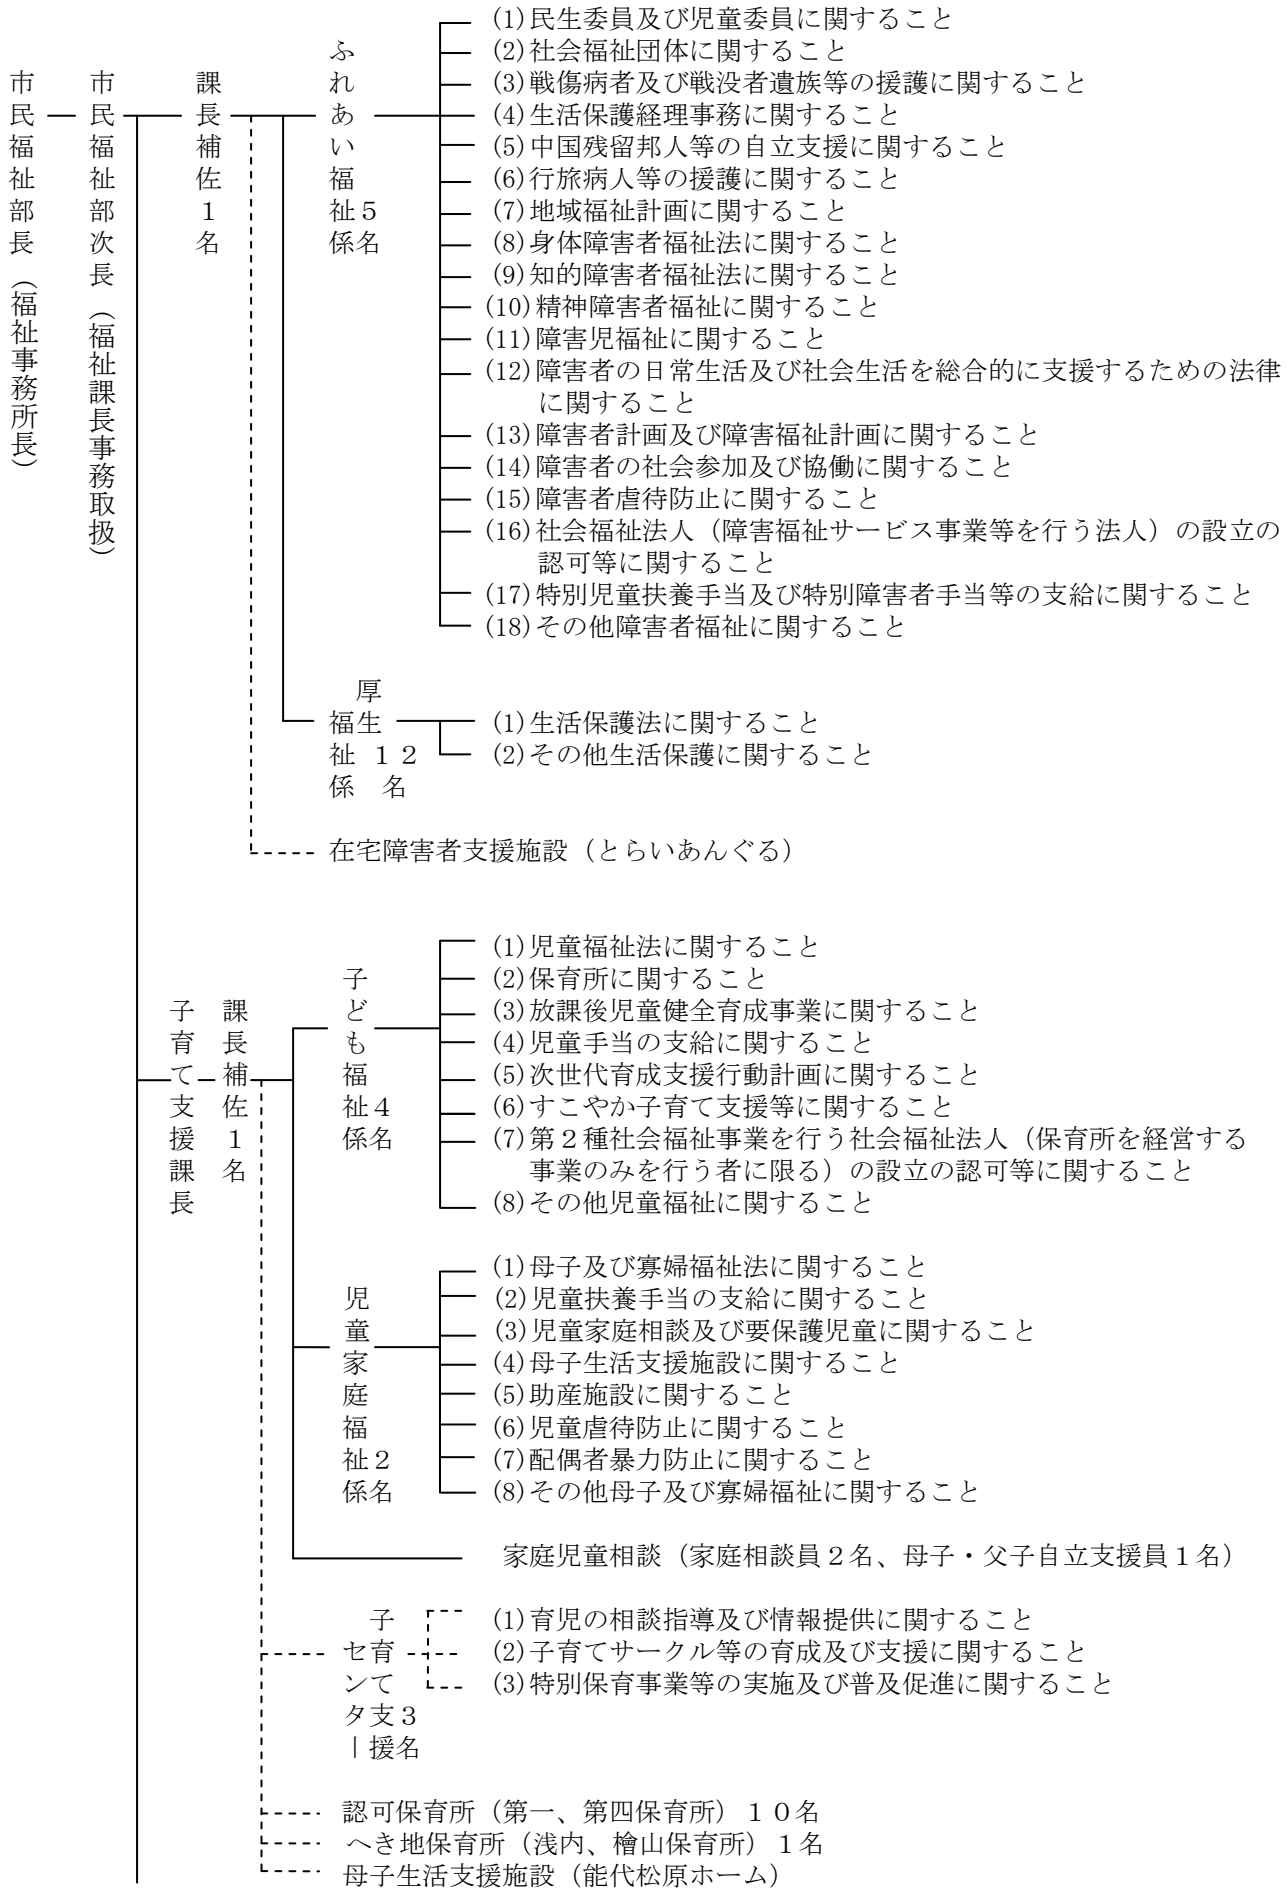 市民福祉部長（福祉事務所長）
市民福祉部次長（福祉課長事務取扱）
課長補佐１名
ふれあい福祉係５名
(1)民生委員及び児童委員に関すること
(2)社会福祉団体に関すること
(3)戦傷病者及び戦没者遺族等の援護に関すること
(4)生活保護経理事務に関すること
(5)中国残留邦人等の自立支援に関すること
(6)行旅病人等の援護に関すること
(7)地域福祉計画に関すること
(8)身体障害者福祉法に関すること
(9)知的障害者福祉法に関すること
(10)精神障害者福祉に関すること
(11)障害児福祉に関すること
(12)障害者の日常生活及び社会生活を総合的に支援するための法律
に関すること
(13)障害者計画及び障害福祉計画に関すること
(14)障害者の社会参加及び協働に関すること
(15)障害者虐待防止に関すること
(16)社会福祉法人（障害福祉サービス事業等を行う法人）の設立の
認可等に関すること
(17)特別児童扶養手当及び特別障害者手当等の支給に関すること
(18)その他障害者福祉に関すること
厚生福祉係１２名
(1)生活保護法に関すること
(2)その他生活保護に関すること
在宅障害者支援施設（とらいあんぐる）
子育て支援課長
課長補佐１名
子ども福祉係４名
(1)児童福祉法に関すること
(2)保育所に関すること
(3)放課後児童健全育成事業に関すること
(4)児童手当の支給に関すること
(5)次世代育成支援行動計画に関すること
(6)すこやか子育て支援等に関すること
(7)第２種社会福祉事業を行う社会福祉法人（保育所を経営する
事業のみを行う者に限る）の設立の認可等に関すること
(8)その他児童福祉に関すること
児童家庭福祉係２名
(1)母子及び寡婦福祉法に関すること
(2)児童扶養手当の支給に関すること
(3)児童家庭相談及び要保護児童に関すること
(4)母子生活支援施設に関すること
(5)助産施設に関すること
(6)児童虐待防止に関すること
(7)配偶者暴力防止に関すること
(8)その他母子及び寡婦福祉に関すること
家庭児童相談（家庭相談員２名、母子・父子自立支援員１名）
子育て支援センター３名
(1)育児の相談指導及び情報提供に関すること
(2)子育てサークル等の育成及び支援に関すること
(3)特別保育事業等の実施及び普及促進に関すること
認可保育所（第一、第四保育所）１０名
へき地保育所（浅内、檜山保育所）１名
母子生活支援施設（能代松原ホーム）